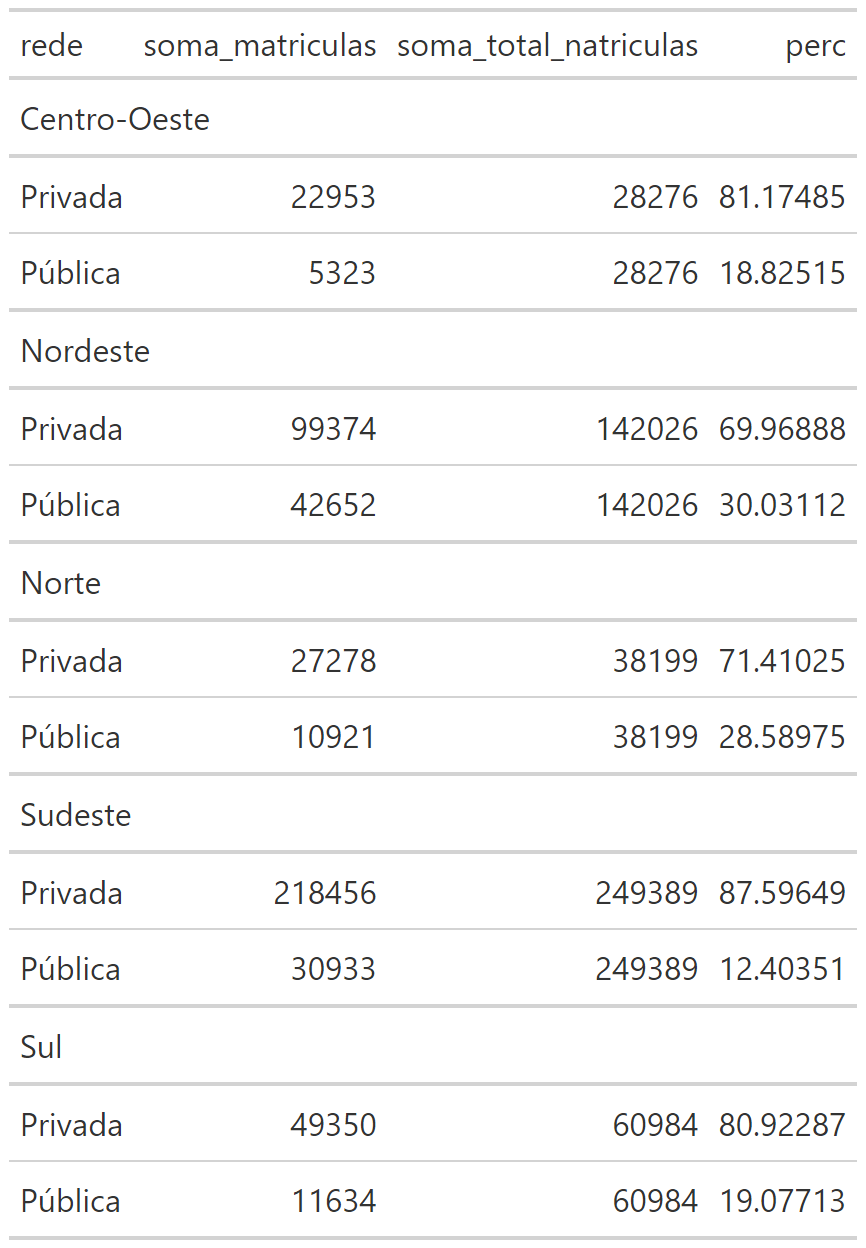 rede soma_matriculas soma_total_natriculas perc
Centro-Oeste
Privada 22953 28276 81.17485
Pública 5323 28276 18.82515
Nordeste
Privada 99374 142026 69.96888
Pública 42652 142026 30.03112
Norte
Privada 27278 38199 71.41025
Pública 10921 38199 28.58975
Sudeste
Privada 218456 249389 87.59649
Pública 30933 249389 12.40351
Sul
Privada 49350 60984 80.92287
Pública 11634 60984 19.07713